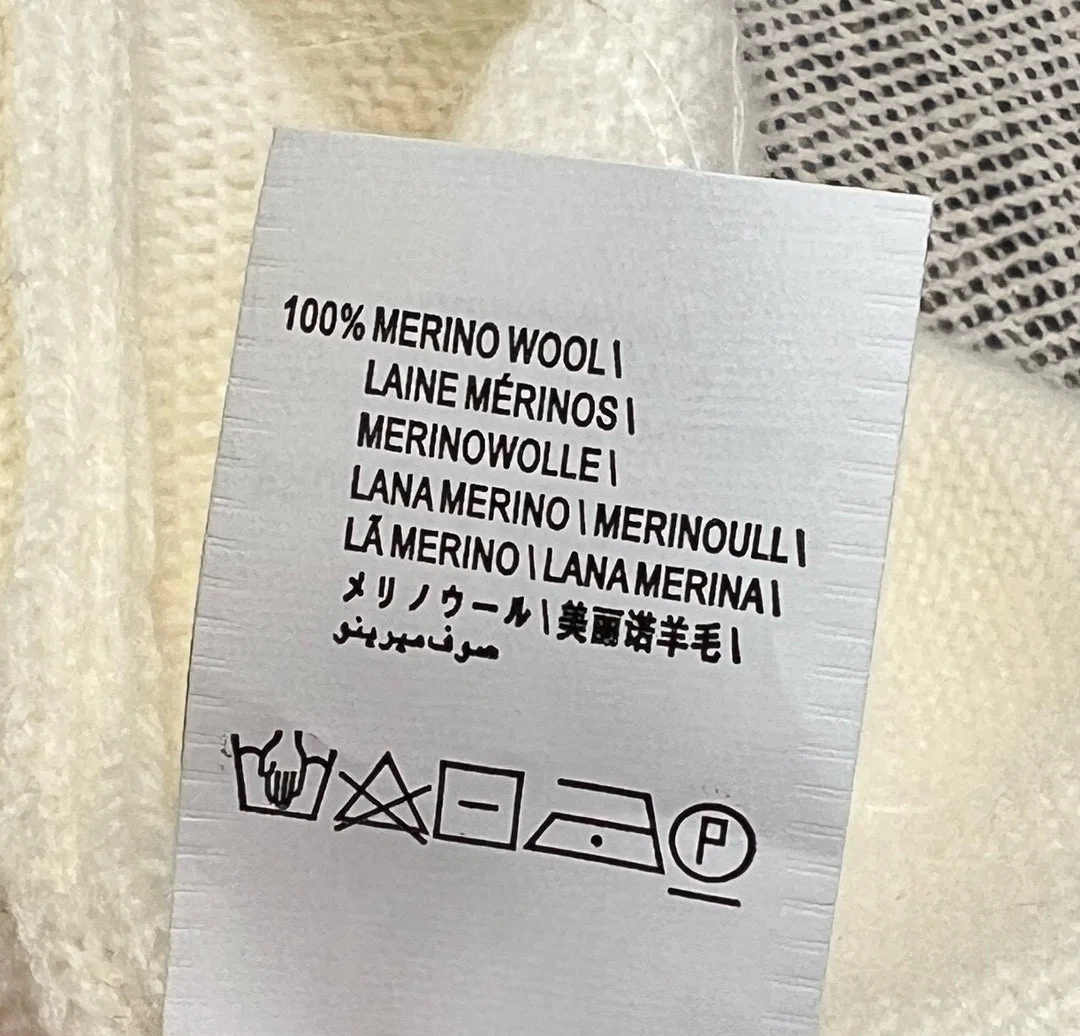 100% MERINO WOOL \
LAINE MÉRINOS \
MERINOWOLLE \
LANA MERINO \ MERINOULL \
LÃ MERINO \ LANA MERINA \
メリノウール \ 美丽诺羊毛 \
صوف ميرينو
P